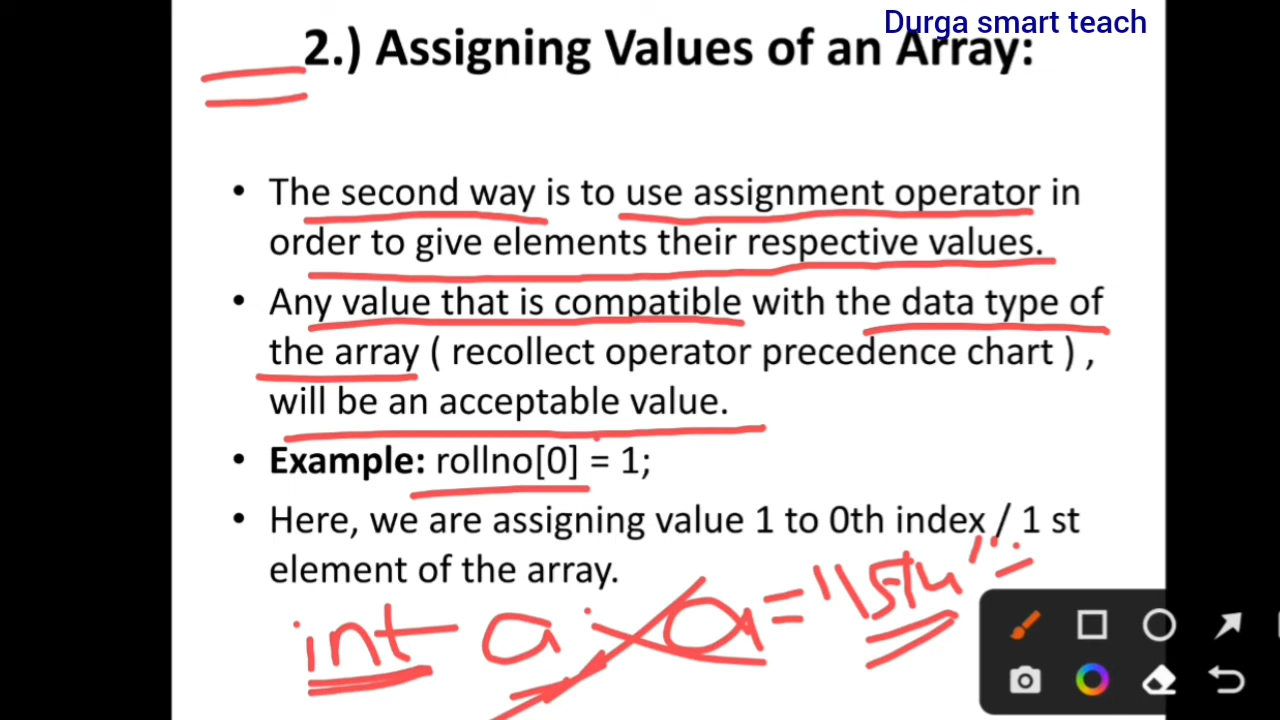 Durga smart teach
2.) Assigning Values of an Array:
• The second way is to use assignment operator in
order to give elements their respective values.
• Any value that is compatible with the data type of
the array ( recollect operator precedence chart ) ,
will be an acceptable value.
• Example: rollno[0] = 1;
• Here, we are assigning value 1 to 0th index / 1 st
element of the array.
int a; a =